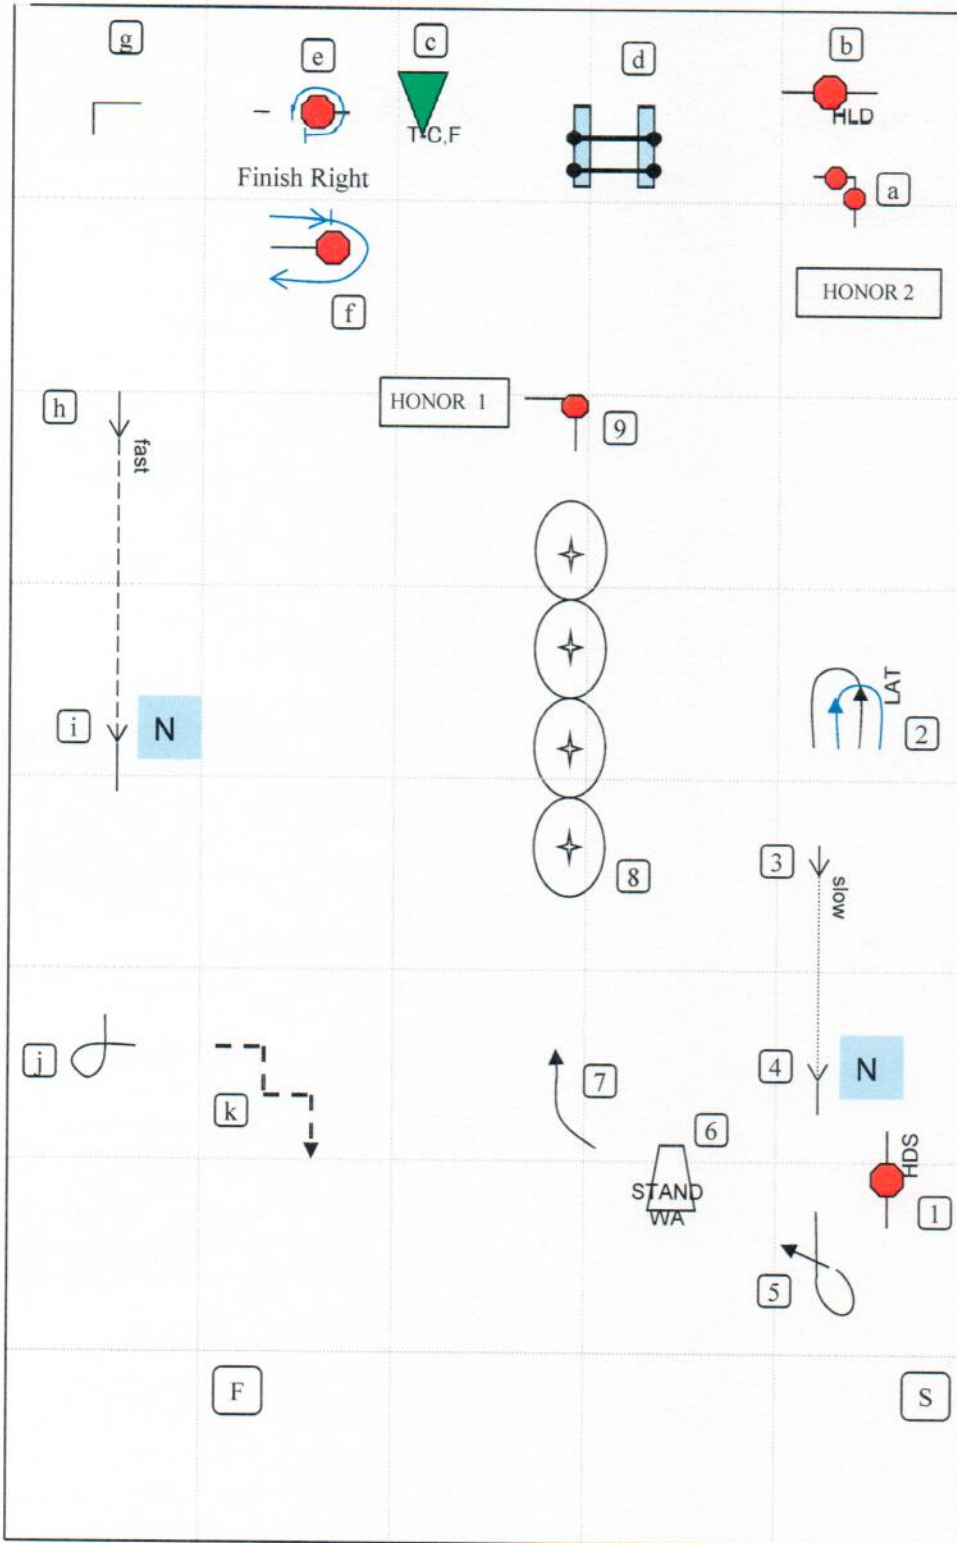 g
e
c
d
b
T-C,F
HLD
a
Finish Right
f
HONOR 2
h
HONOR 1
9
fast
i
N
LAT
2
8
3
slow
j
k
7
4
N
6
STAND
WA
HDS
1
5
F
S